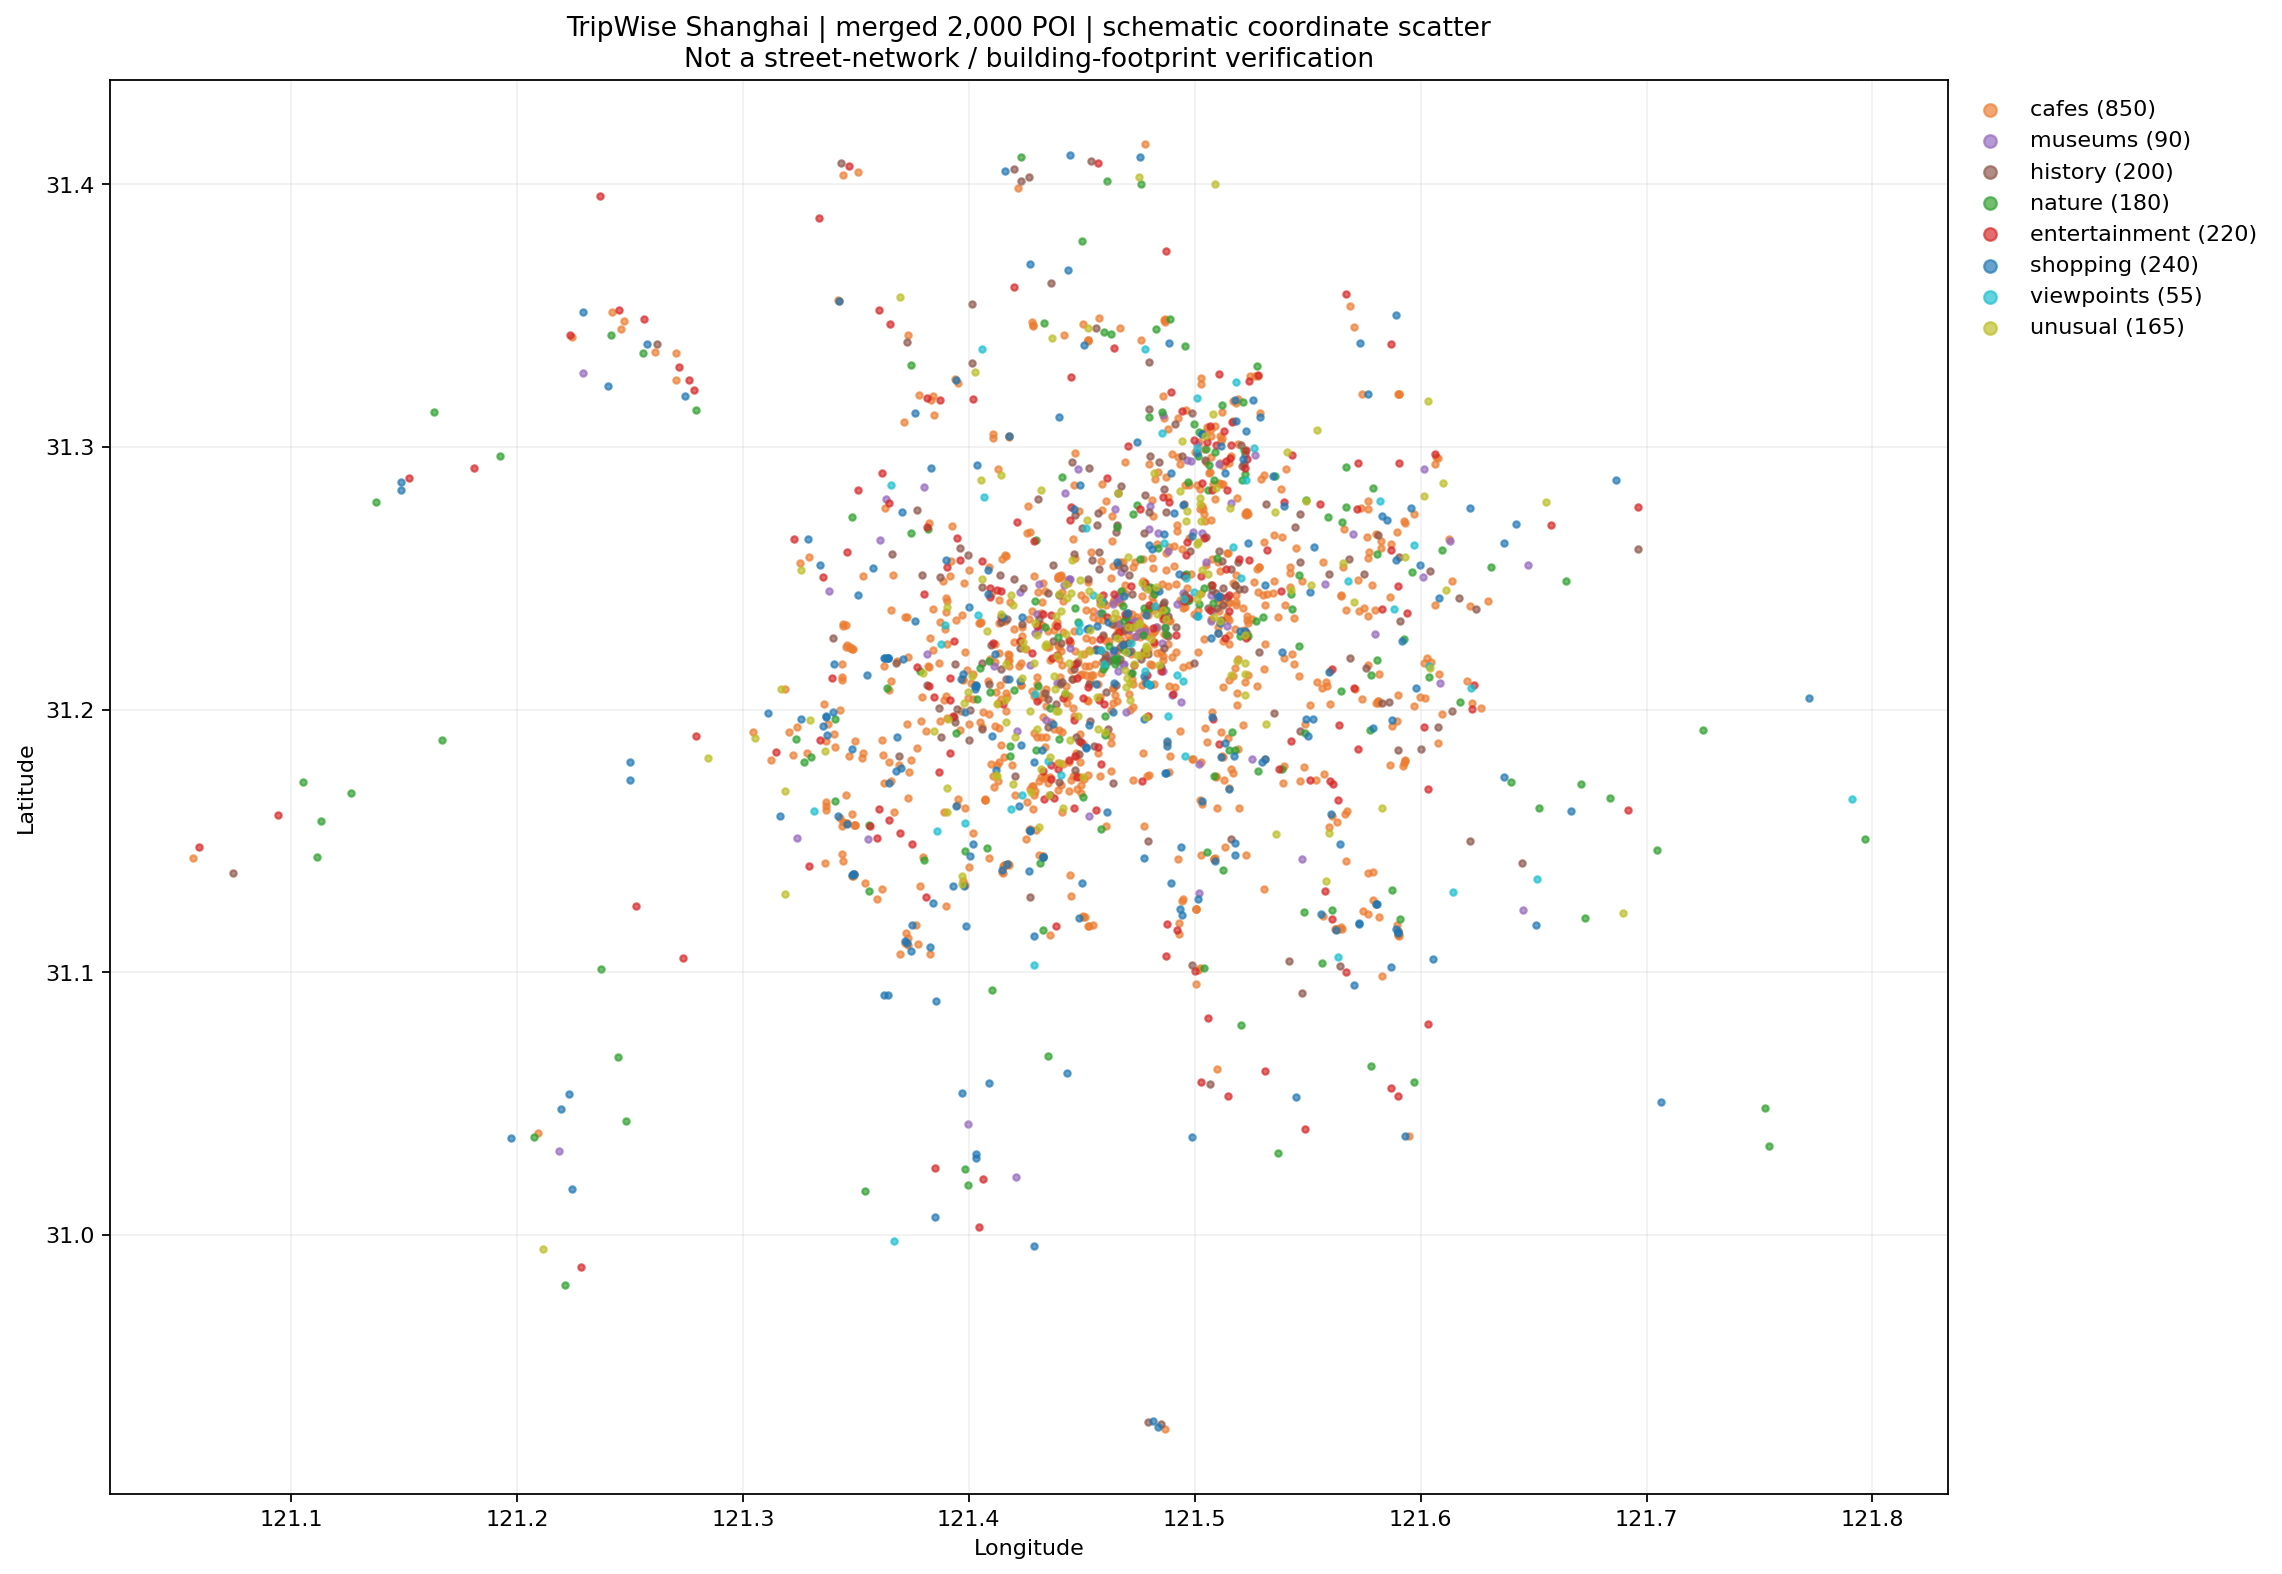 TripWise Shanghai | merged 2,000 POI | schematic coordinate scatter
Not a street-network / building-footprint verification
cafes (850)
museums (90)
history (200)
nature (180)
entertainment (220)
shopping (240)
viewpoints (55)
unusual (165)
Latitude
31.4
31.3
31.2
31.1
31.0
121.1
121.2
121.3
121.4
121.5
121.6
121.7
121.8
Longitude